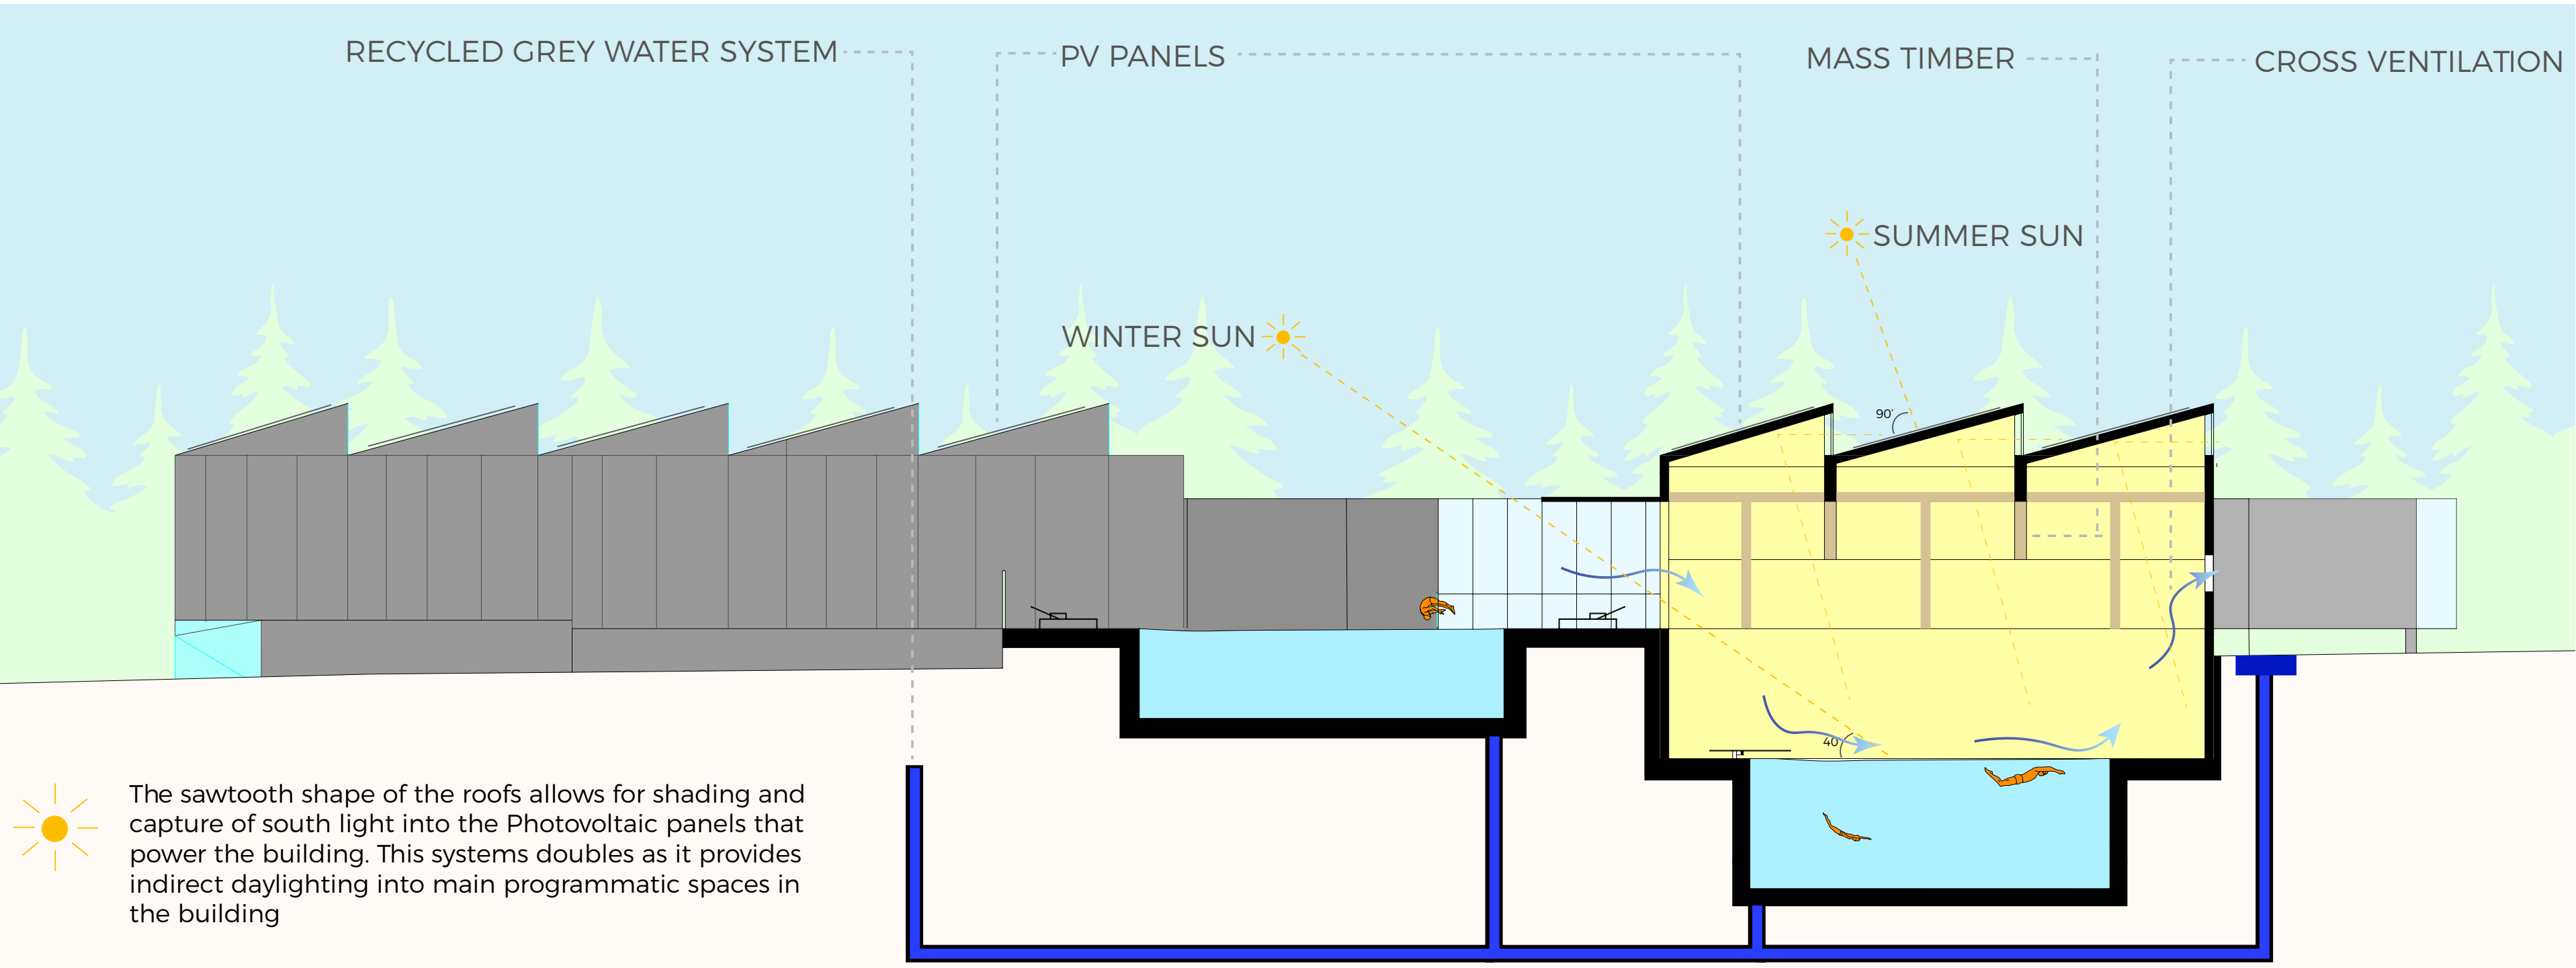 RECYCLED GREY WATER SYSTEM
PV PANELS
MASS TIMBER
CROSS VENTILATION
SUMMER SUN
WINTER SUN
90'
40'
The sawtooth shape of the roofs allows for shading and
capture of south light into the Photovoltaic panels that
power the building. This systems doubles as it provides
indirect daylighting into main programmatic spaces in
the building